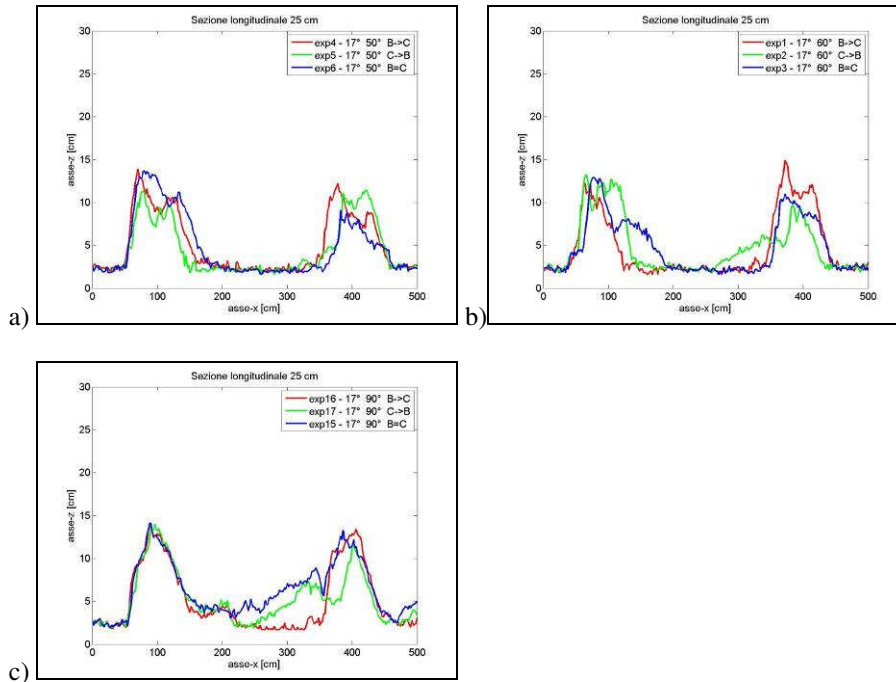 Sezione longitudinale 25 cm
exp4 - 17° 50° B->C
exp5 - 17° 50° C->B
exp6 - 17° 50° B=C
asse-z [cm]
30
25
20
15
10
5
0
0 100 200 300 400 500
asse-x [cm]
a)
Sezione longitudinale 25 cm
exp1 - 17° 60° B->C
exp2 - 17° 60° C->B
exp3 - 17° 60° B=C
asse-z [cm]
30
25
20
15
10
5
0
0 100 200 300 400 500
asse-x [cm]
b)
Sezione longitudinale 25 cm
exp16 - 17° 90° B->C
exp17 - 17° 90° C->B
exp15 - 17° 90° B=C
asse-z [cm]
30
25
20
15
10
5
0
0 100 200 300 400 500
asse-x [cm]
c)